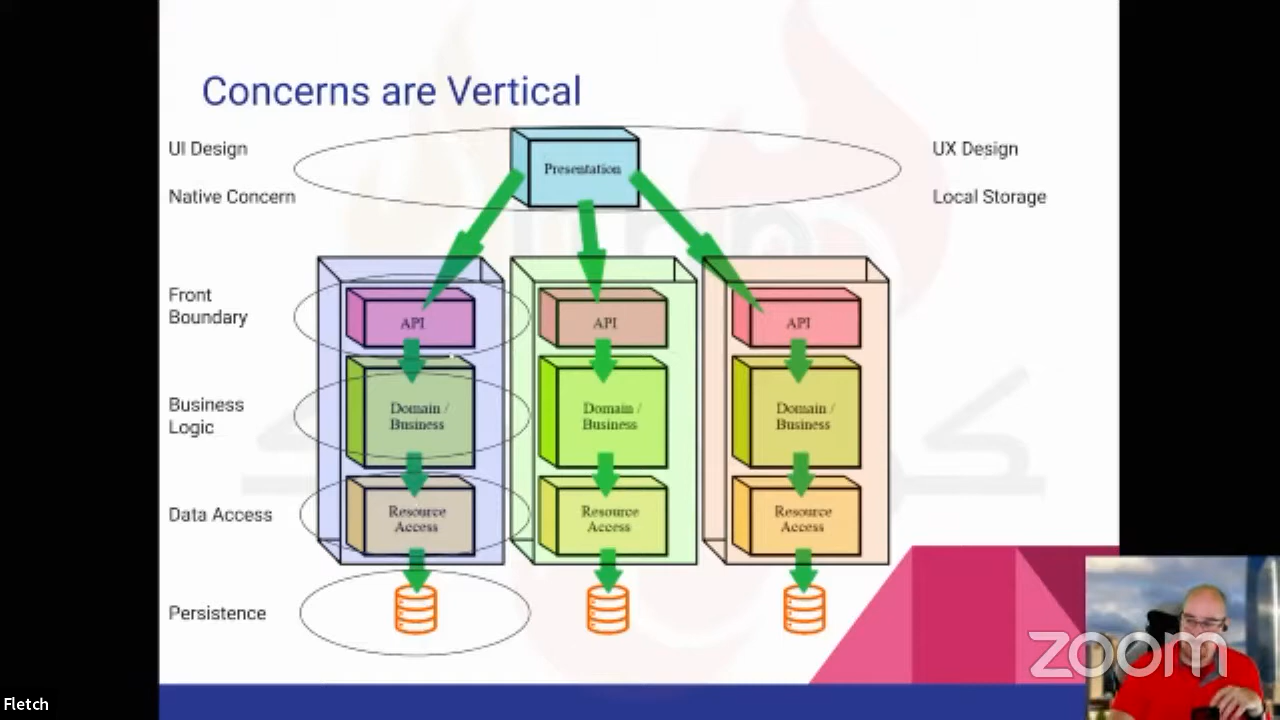 Concerns are Vertical
UI Design
UX Design
Presentation
Native Concern
Local Storage
Front
Boundary
API
API
API
Business
Logic
Domain /
Business
Domain /
Business
Domain /
Business
Data Access
Resource
Access
Resource
Access
Resource
Access
Persistence
zoom
Fletch